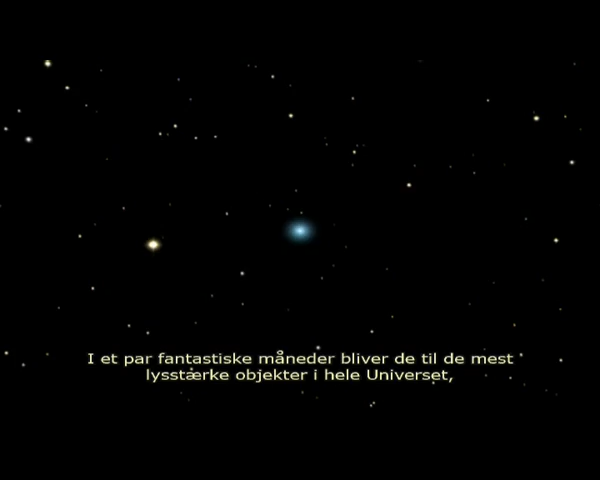 I et par fantastiske måneder bliver de til de mest
lysstærke objekter i hele Universet,